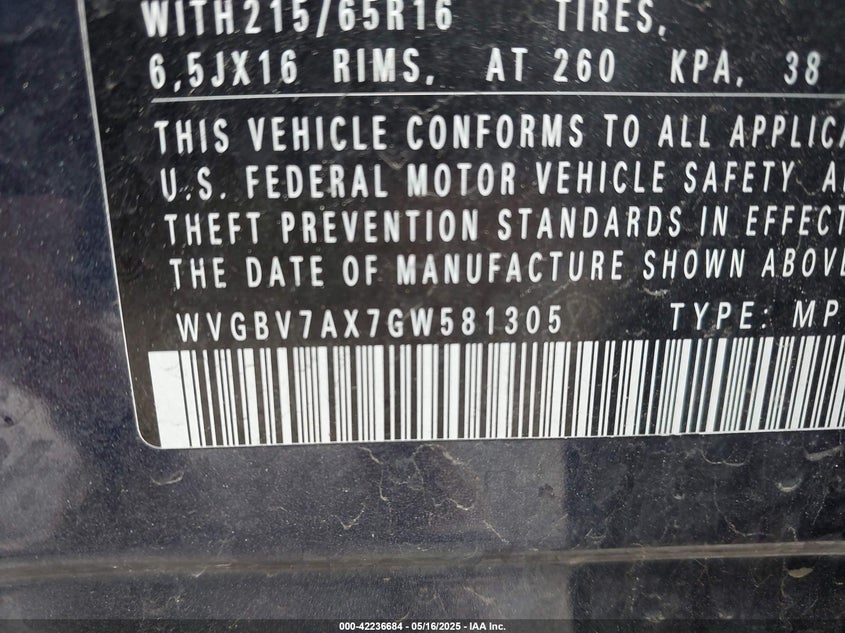 WITH 215/65R16 TIRES,
6,5JX16 RIMS, AT 260 KPA, 38
THIS VEHICLE CONFORMS TO ALL
U.S. FEDERAL MOTOR VEHICLE SAFETY
THEFT PREVENTION STANDARDS IN EFFECT
THE DATE OF MANUFACTURE SHOWN ABOVE
WVGBV7AX7GW581305 TYPE: MP
000-42236684 - 05/16/2025 - IAA Inc.